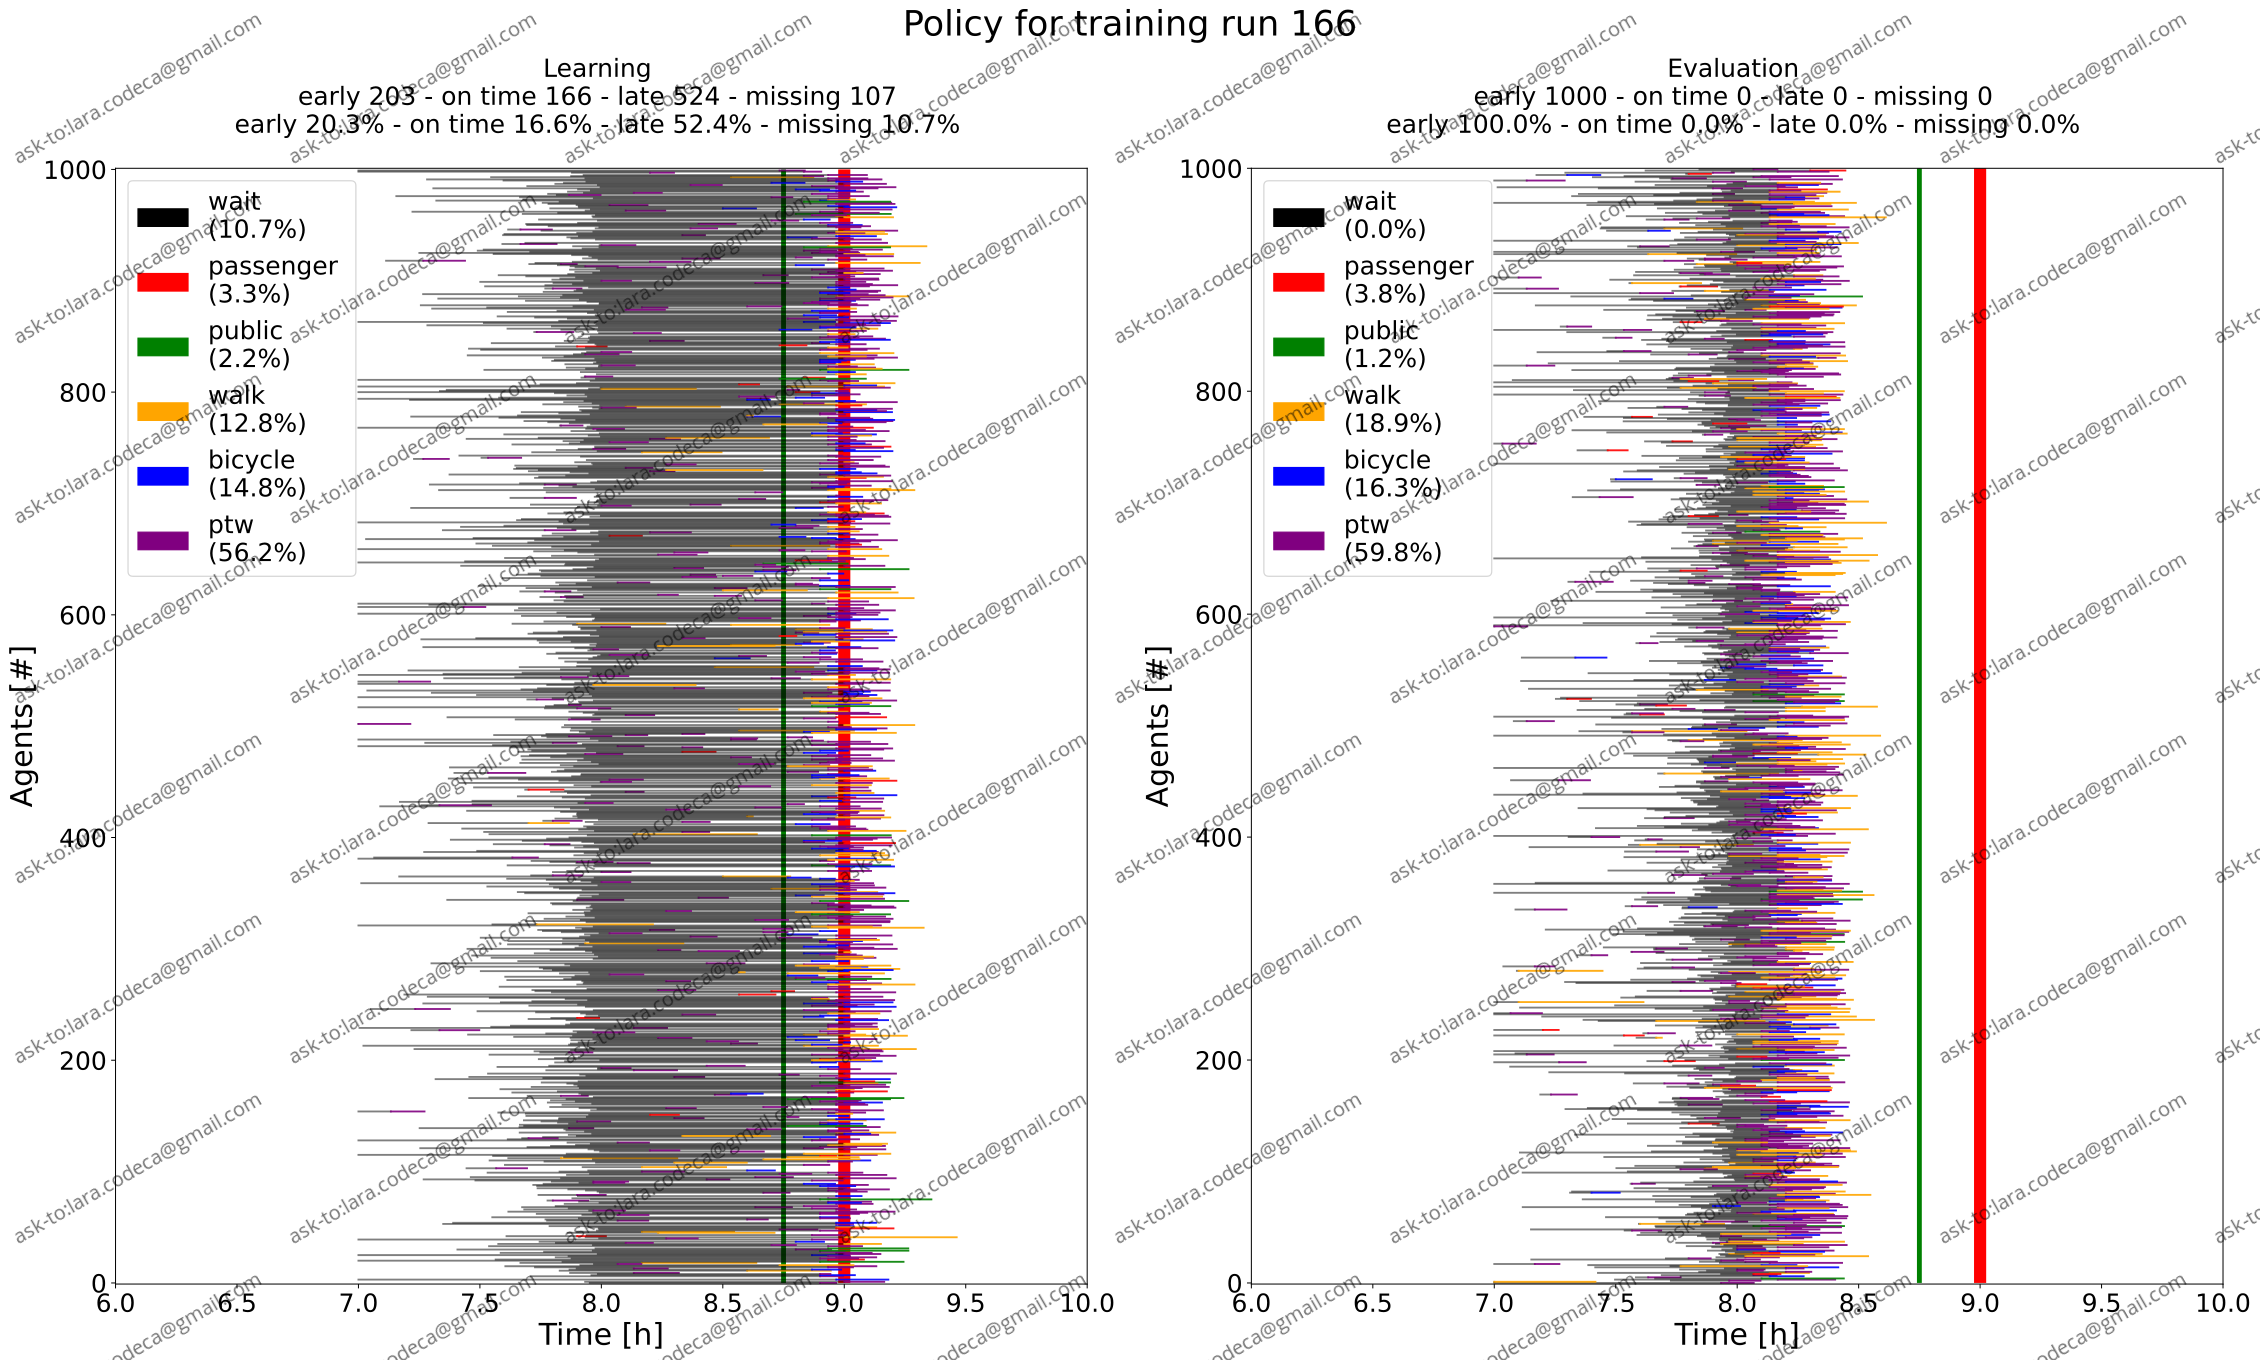 Policy for training run 166
Learning
early 203 - on time 166 - late 524 - missing 107
early 20.3% - on time 16.6% - late 52.4% - missing 10.7%
Evaluation
early 1000 - on time 0 - late 0 - missing 0
early 100.0% - on time 0.0% - late 0.0% - missing 0.0%
Agents [#]
1000
800
600
400
200
0
wait
(10.7%)
passenger
(3.3%)
public
(2.2%)
walk
(12.8%)
bicycle
(14.8%)
ptw
(56.2%)
6.0 6.5 7.0 7.5 8.0 8.5 9.0 9.5 10.0
Time [h]
Agents [#]
1000
800
600
400
200
0
wait
(0.0%)
passenger
(3.8%)
public
(1.2%)
walk
(18.9%)
bicycle
(16.3%)
ptw
(59.8%)
6.0 6.5 7.0 7.5 8.0 8.5 9.0 9.5 10.0
Time [h]
ask-to:lara.codeca@gmail.com